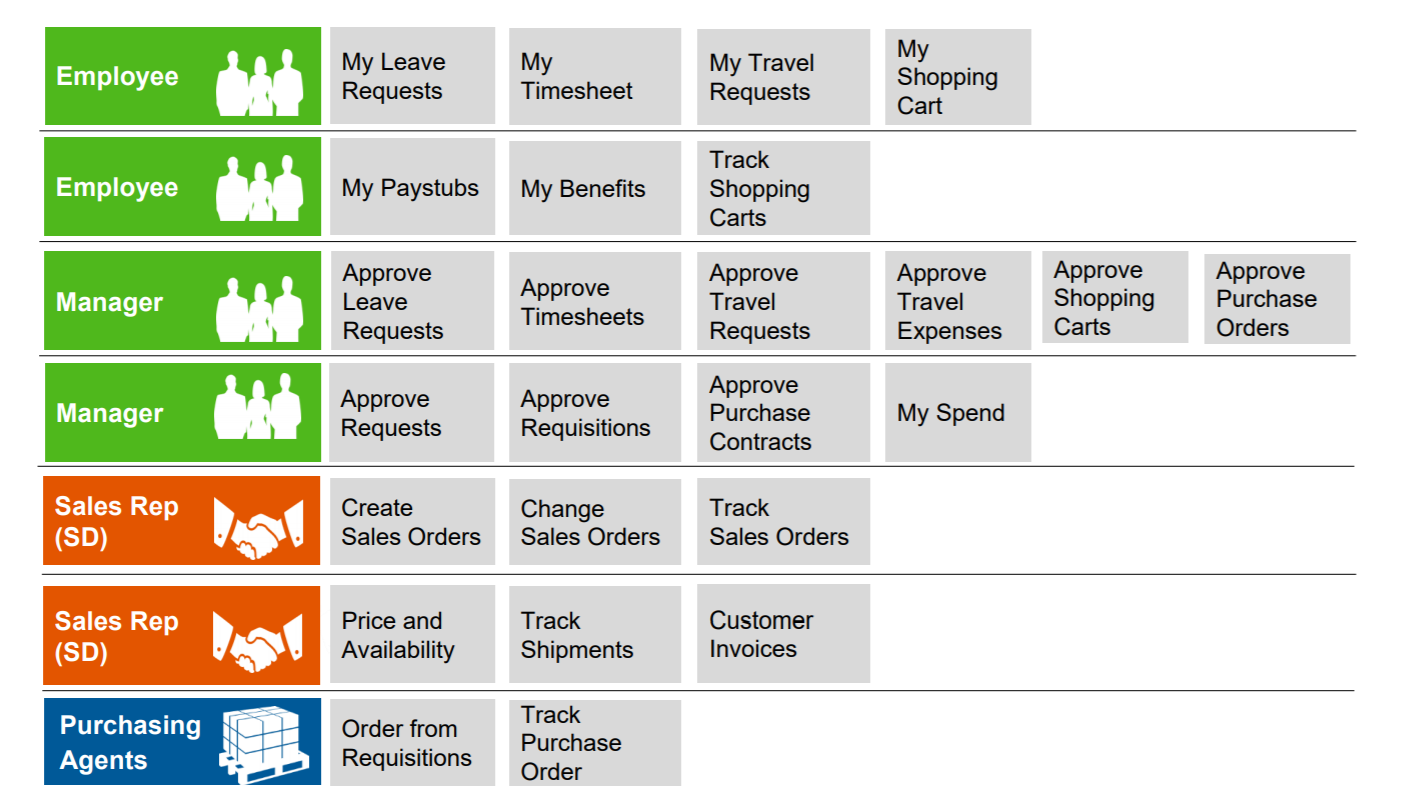 Employee
My Leave
Requests
My
Timesheet
My Travel
Requests
My
Shopping
Cart
Employee
My Paystubs
My Benefits
Track
Shopping
Carts
Manager
Approve
Leave
Requests
Approve
Timesheets
Approve
Travel
Requests
Approve
Travel
Expenses
Approve
Shopping
Carts
Approve
Purchase
Orders
Manager
Approve
Requests
Approve
Requisitions
Approve
Purchase
Contracts
My Spend
Sales Rep
(SD)
Create
Sales Orders
Change
Sales Orders
Track
Sales Orders
Sales Rep
(SD)
Price and
Availability
Track
Shipments
Customer
Invoices
Purchasing
Agents
Order from
Requisitions
Track
Purchase
Order